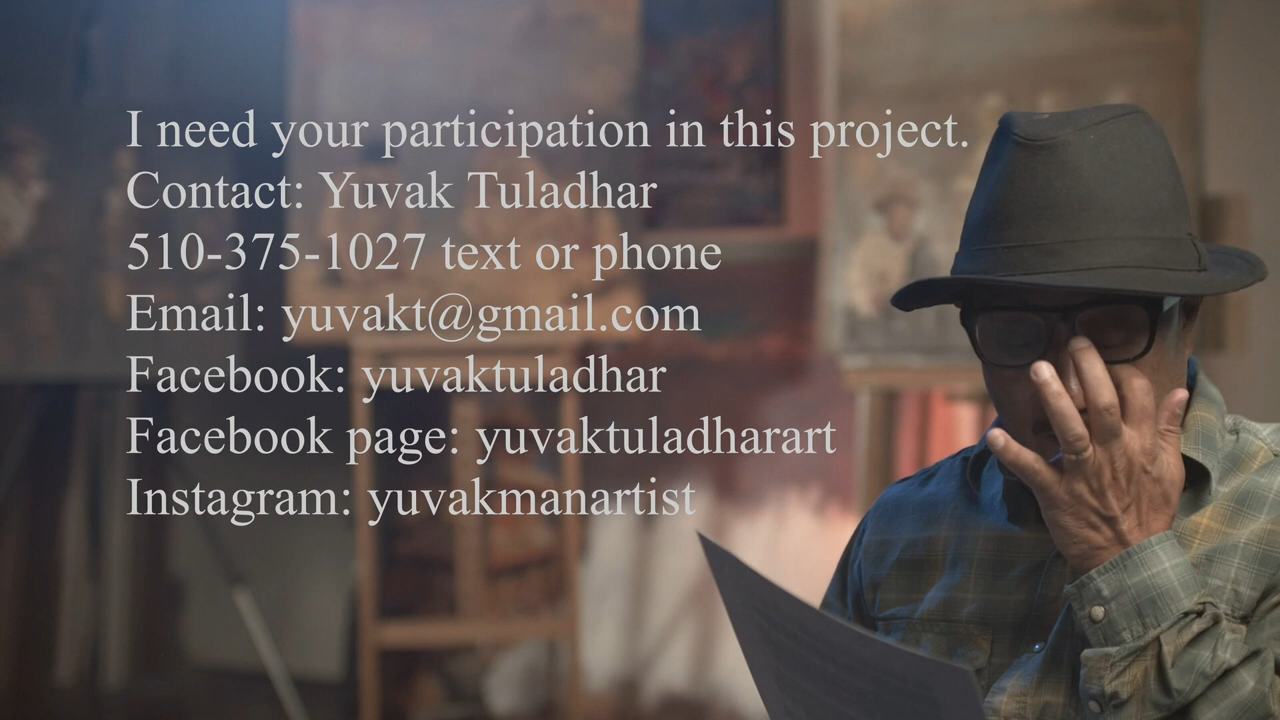 I need your participation in this project.
Contact: Yuvak Tuladhar
510-375-1027 text or phone
Email: yuvakt@gmail.com
Facebook: yuvaktuladhar
Facebook page: yuvaktuladharart
Instagram: yuvakmanartist